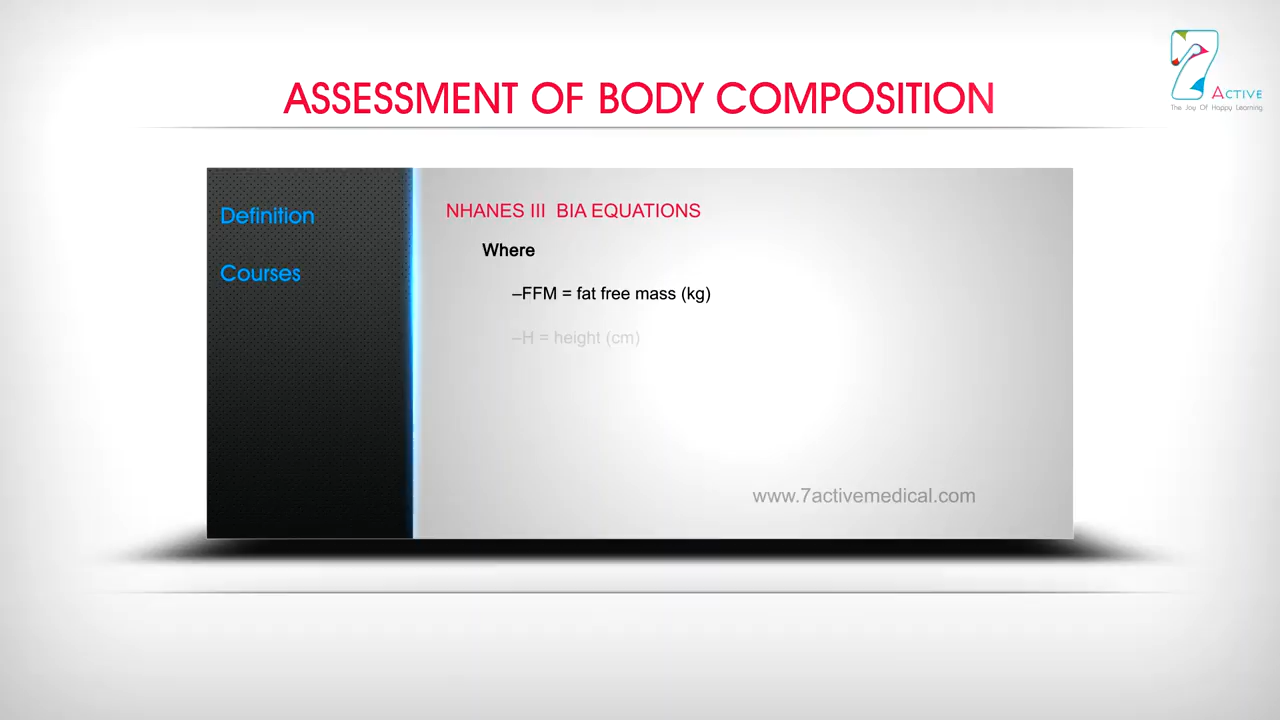 ASSESSMENT OF BODY COMPOSITION
7 ACTIVE
The Joy Of Happy Learning
Definition
Courses
NHANES III BIA EQUATIONS
Where
–FFM = fat free mass (kg)
–H = height (cm)
www.7activemedical.com